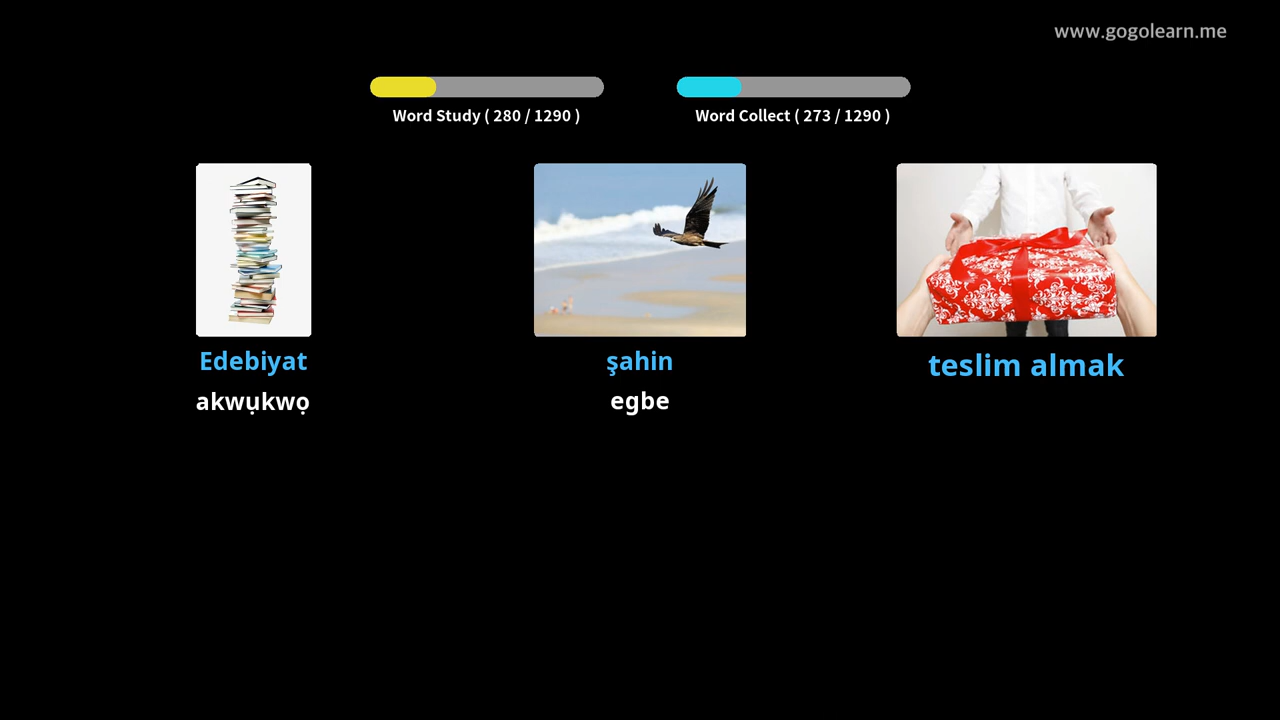 www.gogolearn.me
Word Study ( 280 / 1290 )
Word Collect ( 273 / 1290 )
Edebiyat
akwụkwọ
şahin
egbe
teslim almak